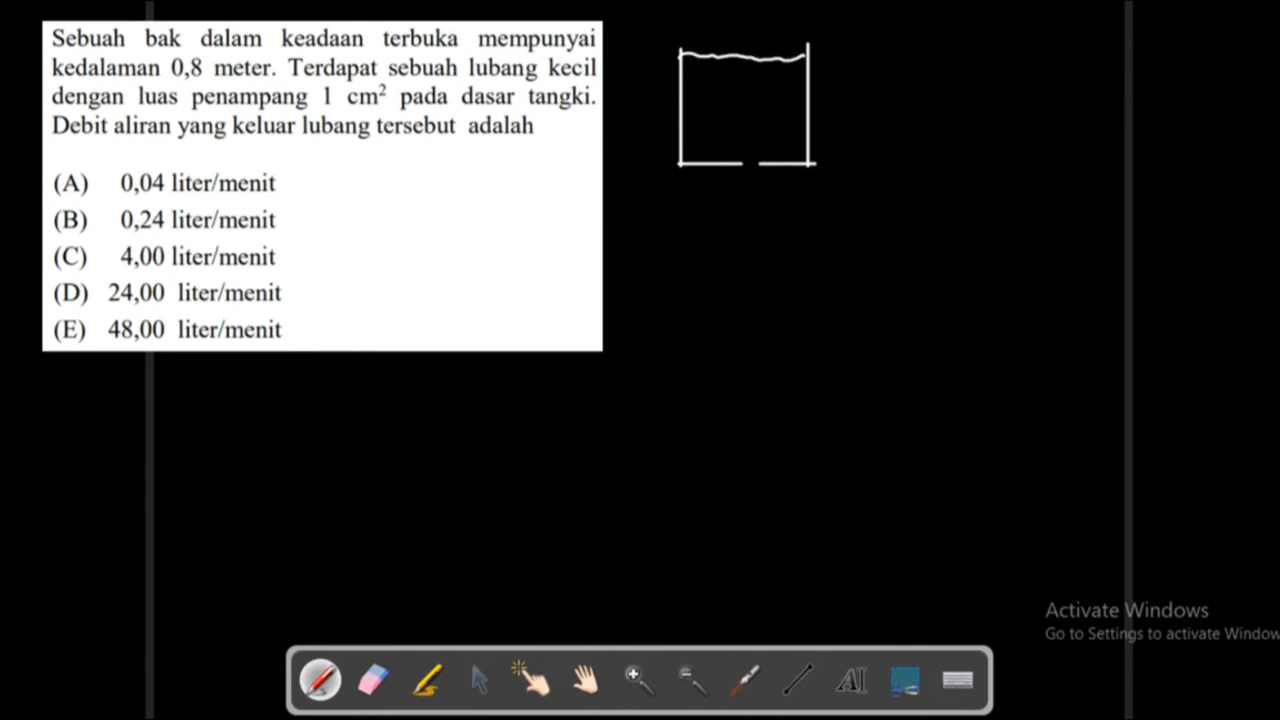 Sebuah bak dalam keadaan terbuka mempunyai
kedalaman 0,8 meter. Terdapat sebuah lubang kecil
dengan luas penampang 1 cm² pada dasar tangki.
Debit aliran yang keluar lubang tersebut adalah
(A) 0,04 liter/menit
(B) 0,24 liter/menit
(C) 4,00 liter/menit
(D) 24,00 liter/menit
(E) 48,00 liter/menit
Activate Windows
Go to Settings to activate Window
AI